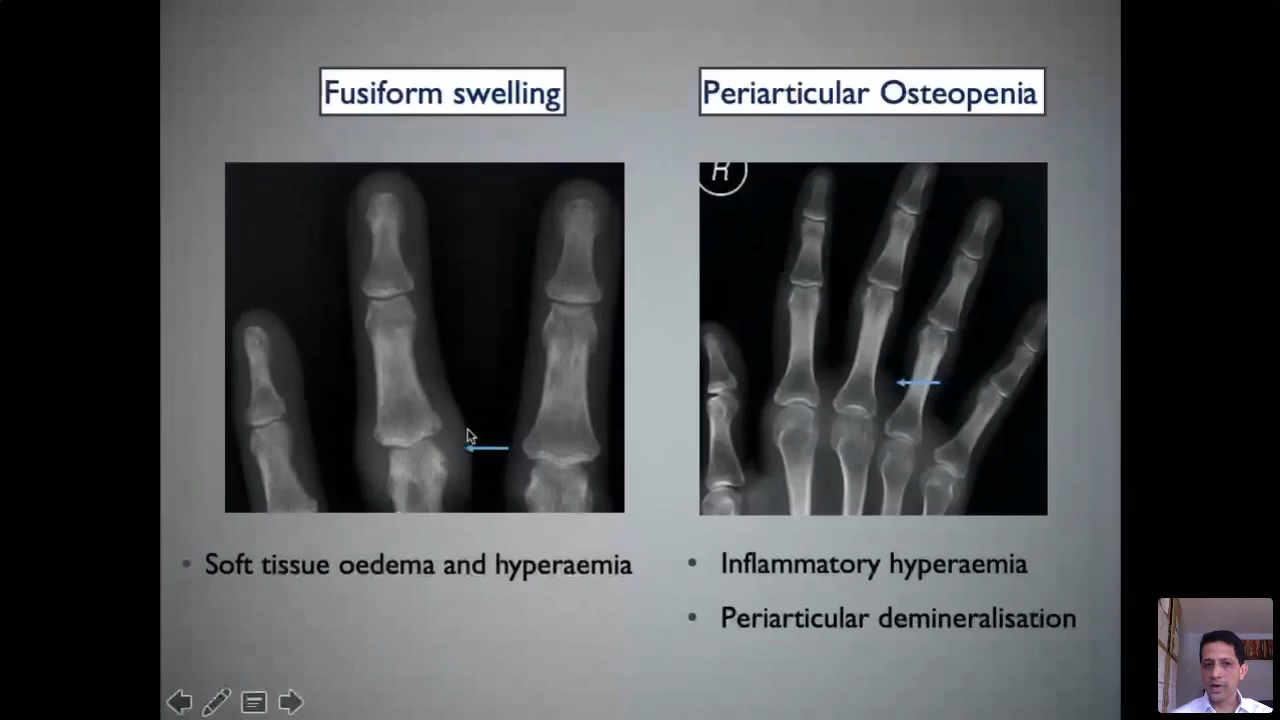 Fusiform swelling
Periarticular Osteopenia
R
• Soft tissue oedema and hyperaemia
• Inflammatory hyperaemia
• Periarticular demineralisation